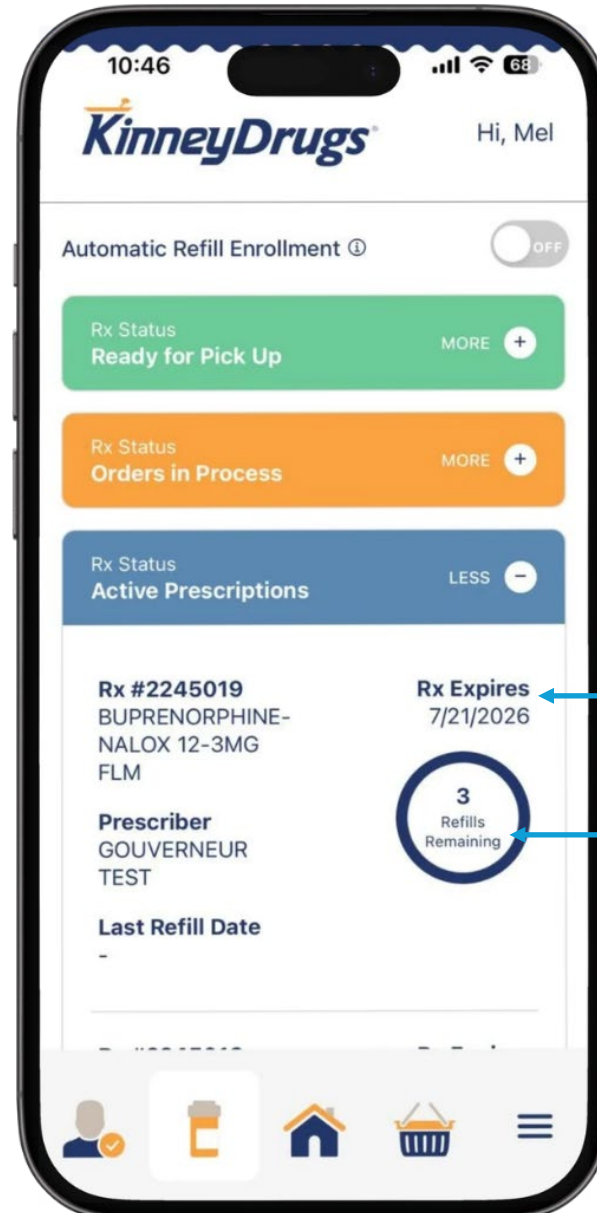 10:46
68
KinneyDrugs
Hi, Mel
Automatic Refill Enrollment
OFF
Rx Status
Ready for Pick Up
MORE +
Rx Status
Orders in Process
MORE +
Rx Status
Active Prescriptions
LESS -
Rx #2245019
BUPRENORPHINE-
NALOX 12-3MG
FLM
Rx Expires
7/21/2026
3
Refills
Remaining
Prescriber
GOUVERNEUR
TEST
Last Refill Date
-